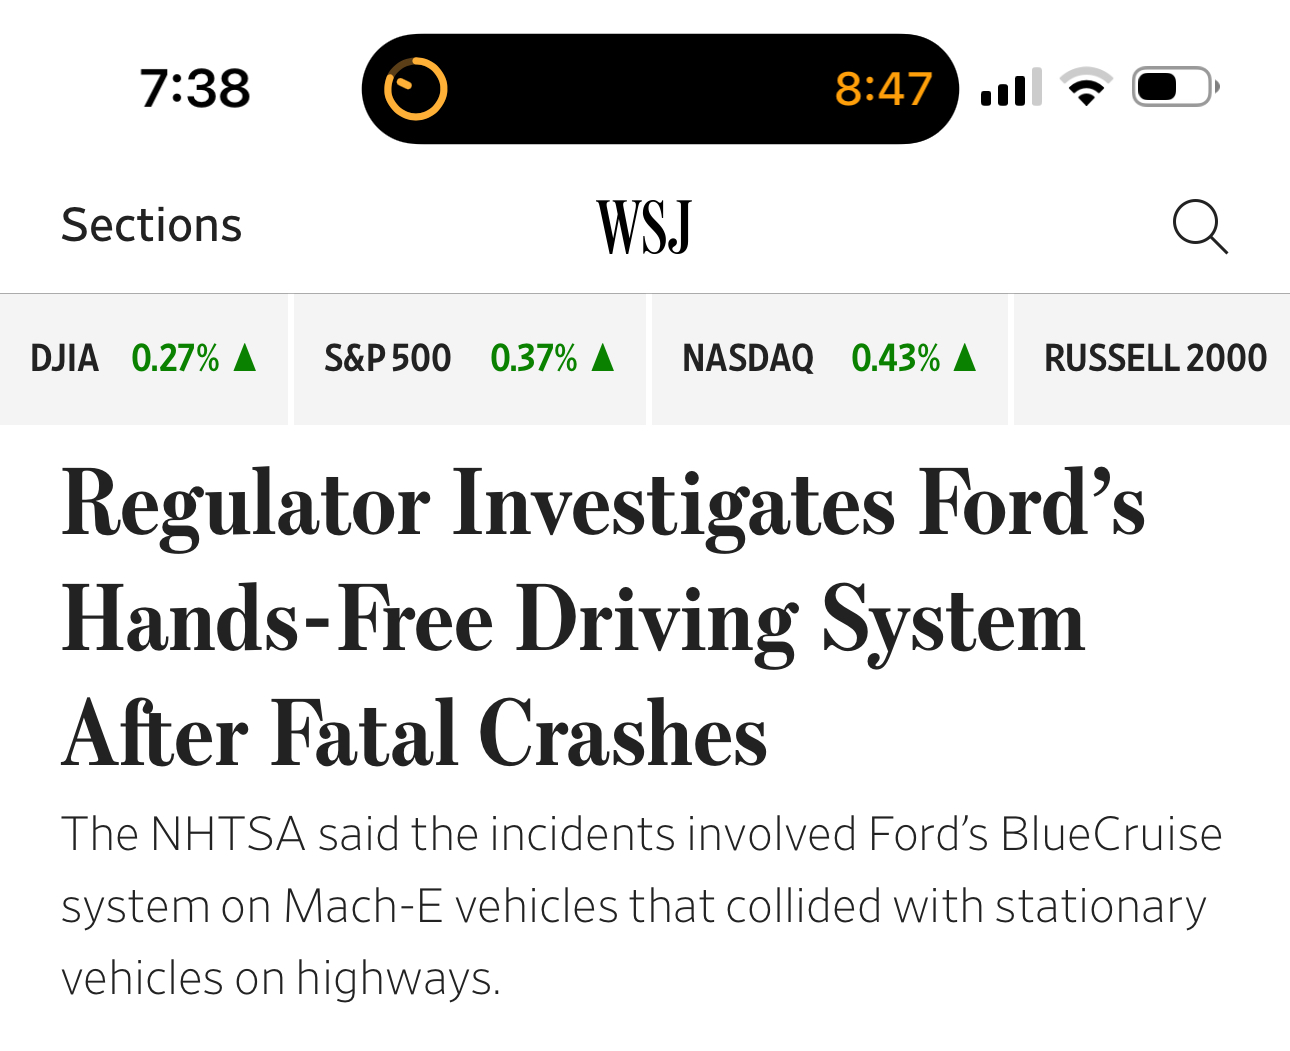 7:38 8:47
Sections WSJ
DJIA 0.27% ▲ S&P 500 0.37% ▲ NASDAQ 0.43% ▲ RUSSELL 2000
Regulator Investigates Ford’s
Hands-Free Driving System
After Fatal Crashes
The NHTSA said the incidents involved Ford’s BlueCruise
system on Mach-E vehicles that collided with stationary
vehicles on highways.